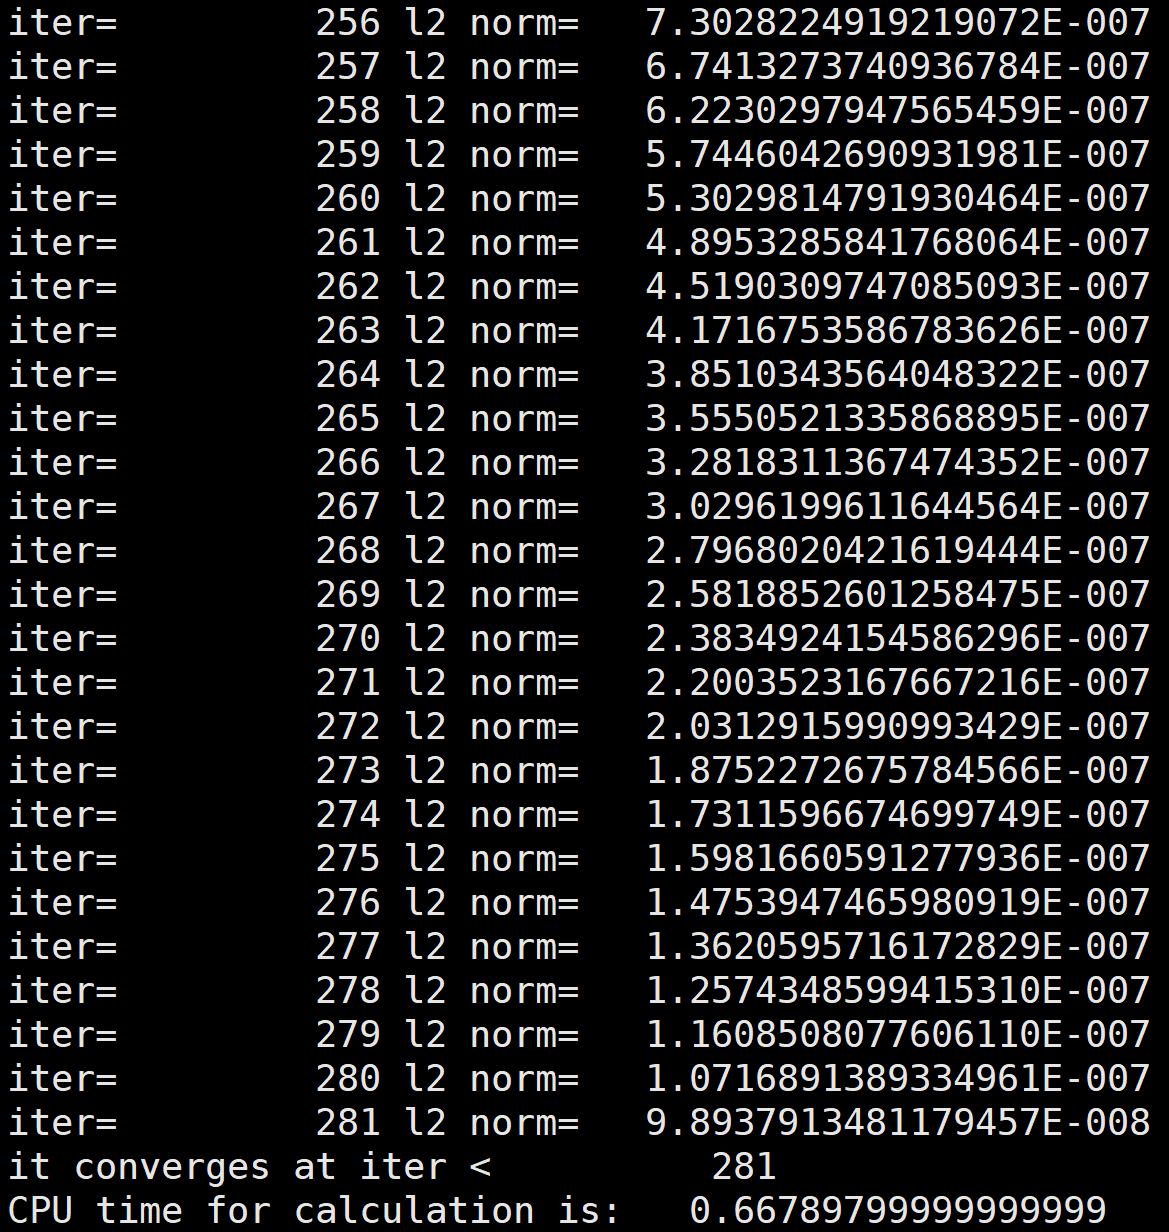 iter=         256 l2 norm=   7.3028224919219072E-007
iter=         257 l2 norm=   6.7413273740936784E-007
iter=         258 l2 norm=   6.2230297947565459E-007
iter=         259 l2 norm=   5.7446042690931981E-007
iter=         260 l2 norm=   5.3029814791930464E-007
iter=         261 l2 norm=   4.8953285841768064E-007
iter=         262 l2 norm=   4.5190309747085093E-007
iter=         263 l2 norm=   4.1716753586783626E-007
iter=         264 l2 norm=   3.8510343564048322E-007
iter=         265 l2 norm=   3.5550521335868895E-007
iter=         266 l2 norm=   3.2818311367474352E-007
iter=         267 l2 norm=   3.0296199611644564E-007
iter=         268 l2 norm=   2.7968020421619444E-007
iter=         269 l2 norm=   2.5818852601258475E-007
iter=         270 l2 norm=   2.3834924154586296E-007
iter=         271 l2 norm=   2.2003523167667216E-007
iter=         272 l2 norm=   2.0312915990993429E-007
iter=         273 l2 norm=   1.8752272675784566E-007
iter=         274 l2 norm=   1.7311596674699749E-007
iter=         275 l2 norm=   1.5981660591277936E-007
iter=         276 l2 norm=   1.4753947465980919E-007
iter=         277 l2 norm=   1.3620595716172829E-007
iter=         278 l2 norm=   1.2574348599415310E-007
iter=         279 l2 norm=   1.1608508077606110E-007
iter=         280 l2 norm=   1.0716891389334961E-007
iter=         281 l2 norm=   9.8937913481179457E-008
it converges at iter <          281
CPU time for calculation is:   0.66789799999999999